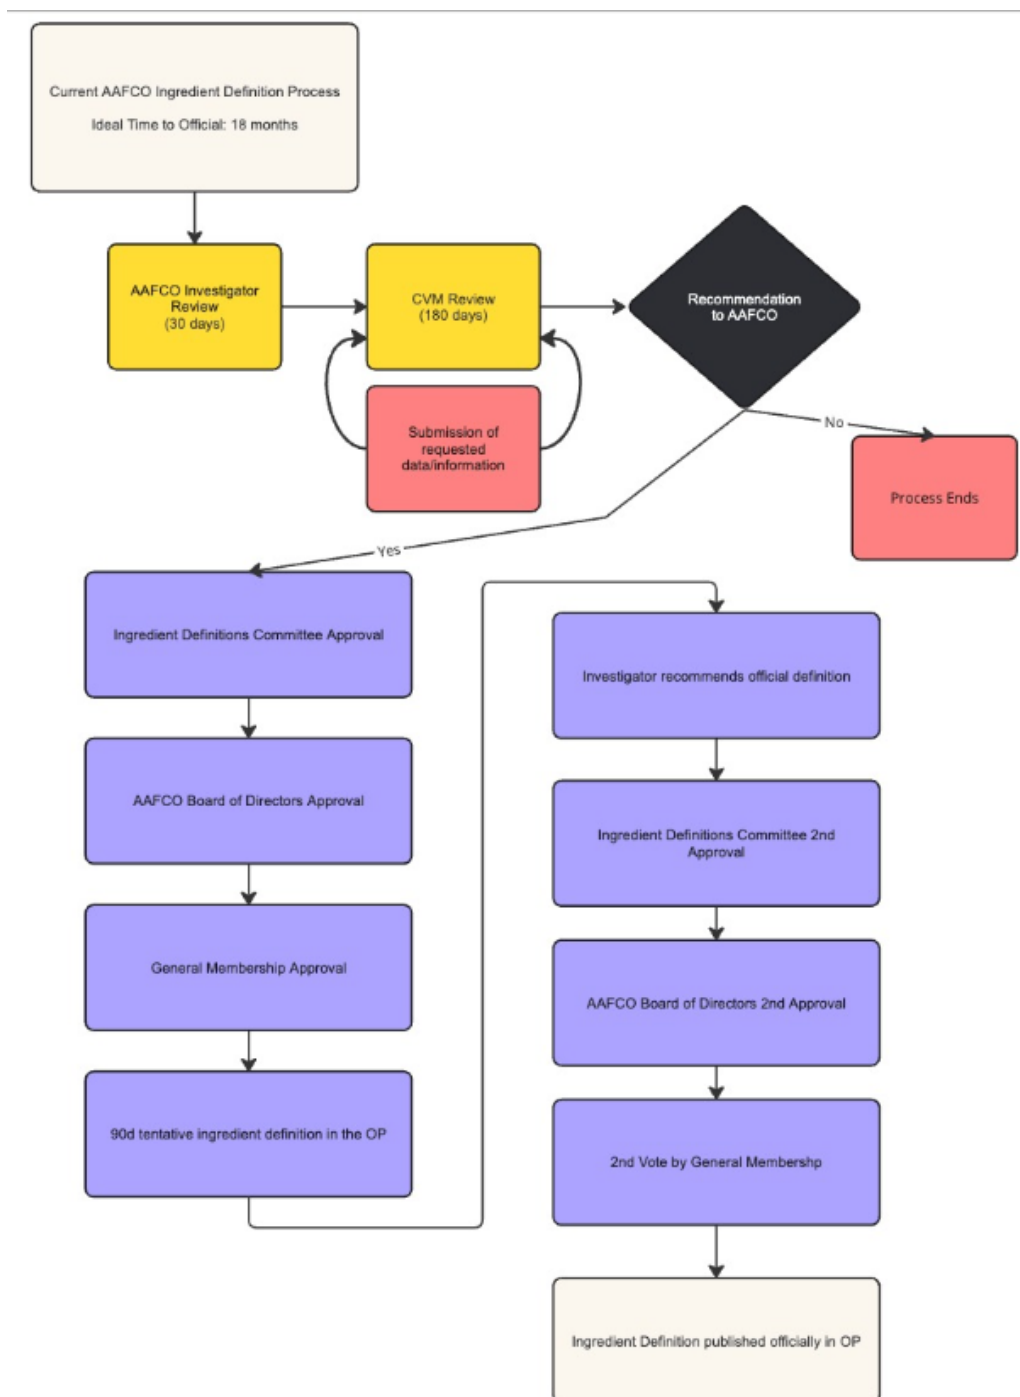 Current AAFCO Ingredient Definition Process
Ideal Time to Official: 18 months
AAFCO Investigator
Review
(30 days)
CVM Review
(180 days)
Recommendation
to AAFCO
Submission of
requested
data/information
No
Process Ends
Yes
Ingredient Definitions Committee Approval
AAFCO Board of Directors Approval
General Membership Approval
90d tentative ingredient definition in the OP
Investigator recommends official definition
Ingredient Definitions Committee 2nd
Approval
AAFCO Board of Directors 2nd Approval
2nd Vote by General Membershp
Ingredient Definition published officially in OP